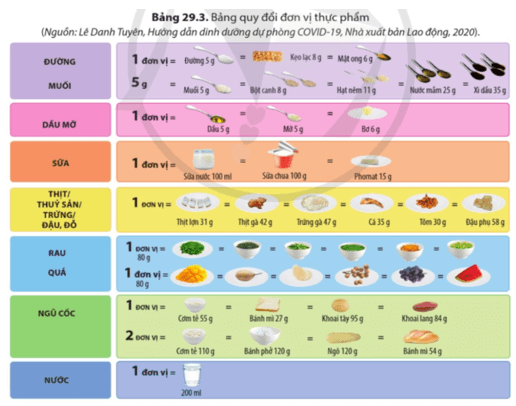 Bảng 29.3. Bảng quy đổi đơn vị thực phẩm
(Nguồn: Lê Danh Tuyên, Hướng dẫn dinh dưỡng dự phòng COVID-19, Nhà xuất bản Lao động, 2020).
ĐƯỜNG
1 đơn vị = Đường 5 g = Kẹo lạc 8 g = Mật ong 6 g
MUỐI
5 g = Muối 5 g = Bột canh 8 g = Hạt nêm 11 g = Nước mắm 25 g = Xì dầu 35 g
DẦU MỠ
1 đơn vị = Dầu 5 g = Mỡ 5 g = Bơ 6 g
SỮA
1 đơn vị = Sữa nước 100 ml = Sữa chua 100 g = Phomat 15 g
THỊT/
THUỶ SẢN/
TRỨNG/
ĐẬU, ĐỖ
1 ĐƠN VỊ = Thịt lợn 31 g = Thịt gà 42 g = Trứng gà 47 g = Cá 35 g = Tôm 30 g = Đậu phụ 58 g
RAU
1 ĐƠN VỊ = = = = = =
80 g
QUẢ
1 đơn vị = = = = = =
80 g
NGŨ CỐC
1 ĐƠN VỊ = Cơm tẻ 55 g = Bánh mì 27 g = Khoai tây 95 g = Khoai lang 84 g
2 ĐƠN VỊ = Cơm tẻ 110 g = Bánh phở 120 g = Ngô 120 g = Bánh mì 54 g
NƯỚC
1 đơn vị =
200 ml